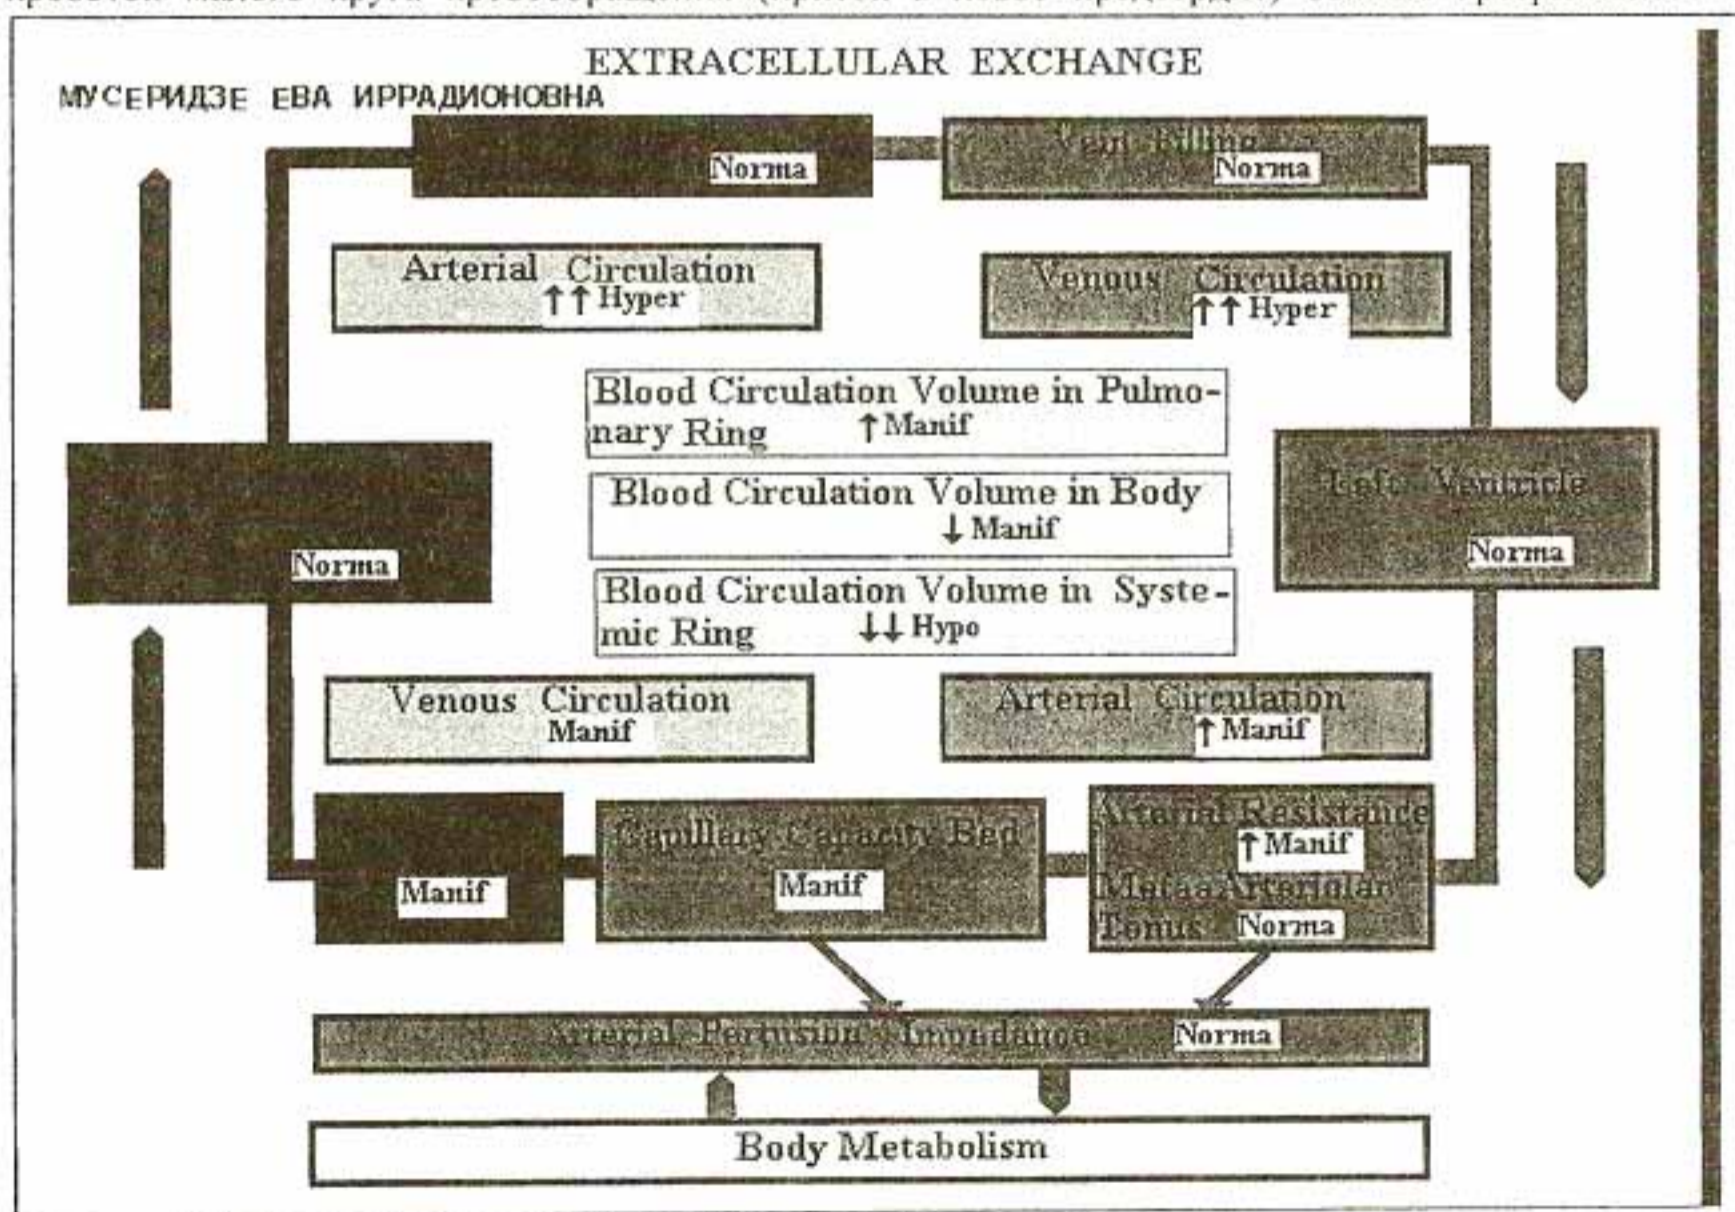 EXTRACELLULAR EXCHANGE
МУСЕРИДЗЕ ЕВА ИРРАДИОНОВНА
Norma
Vein Filling
Norma
Arterial Circulation
↑↑ Hyper
Venous Circulation
↑↑ Hyper
Blood Circulation Volume in Pulmo-
nary Ring ↑ Manif
Blood Circulation Volume in Body
↓ Manif
Blood Circulation Volume in Syste-
mic Ring ↓↓ Hypo
Norma
Left Ventricle
Norma
Venous Circulation
Manif
Arterial Circulation
↑ Manif
Manif
Capillary Capacity Bed
Manif
Arterial Resistance
↑ Manif
Arteriolar
Tonus Norma
Arterial Perfusion Norma
Body Metabolism